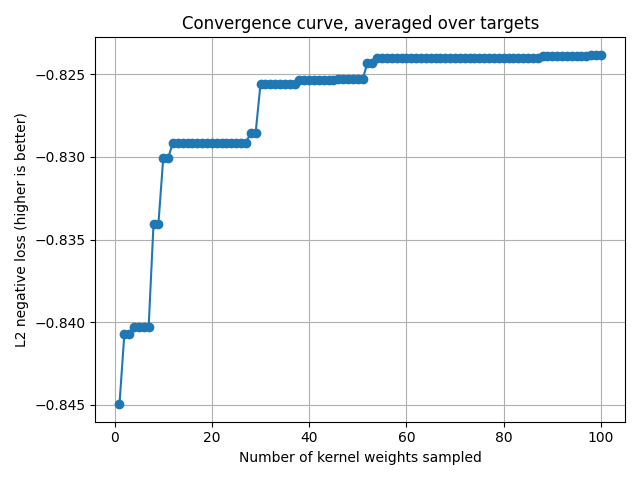 Convergence curve, averaged over targets
L2 negative loss (higher is better)
−0.825
−0.830
−0.835
−0.840
−0.845
0 20 40 60 80 100
Number of kernel weights sampled